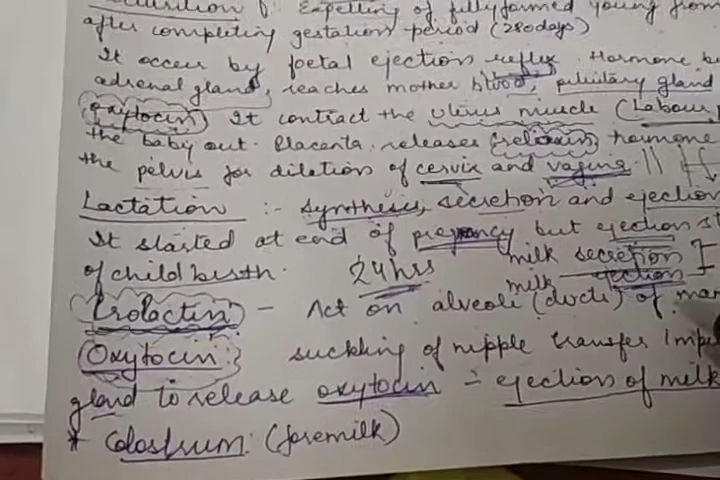 Expelling of fully formed young from
after completing gestation period (280days)
It occur by foetal ejection reflex. Hormone
adrenal gland, reaches mother blood, pituitary gland
(oxytocin) It contract the uterus muscle (Labour
the baby out. Placenta releases (relaxin) hormone
the pelvis for dilation of cervix and vagina.
Lactation :- Syntheses, secretion and ejection
It started at end of pregnancy but ejection
of childbirth. 24hrs milk secretion
milk ejection
Prolactin - Act on alveoli (ducts) of
Oxytocin : suckling of nipple transfer
gland to release oxytocin = ejection of milk
* Colostrum: (foremilk)